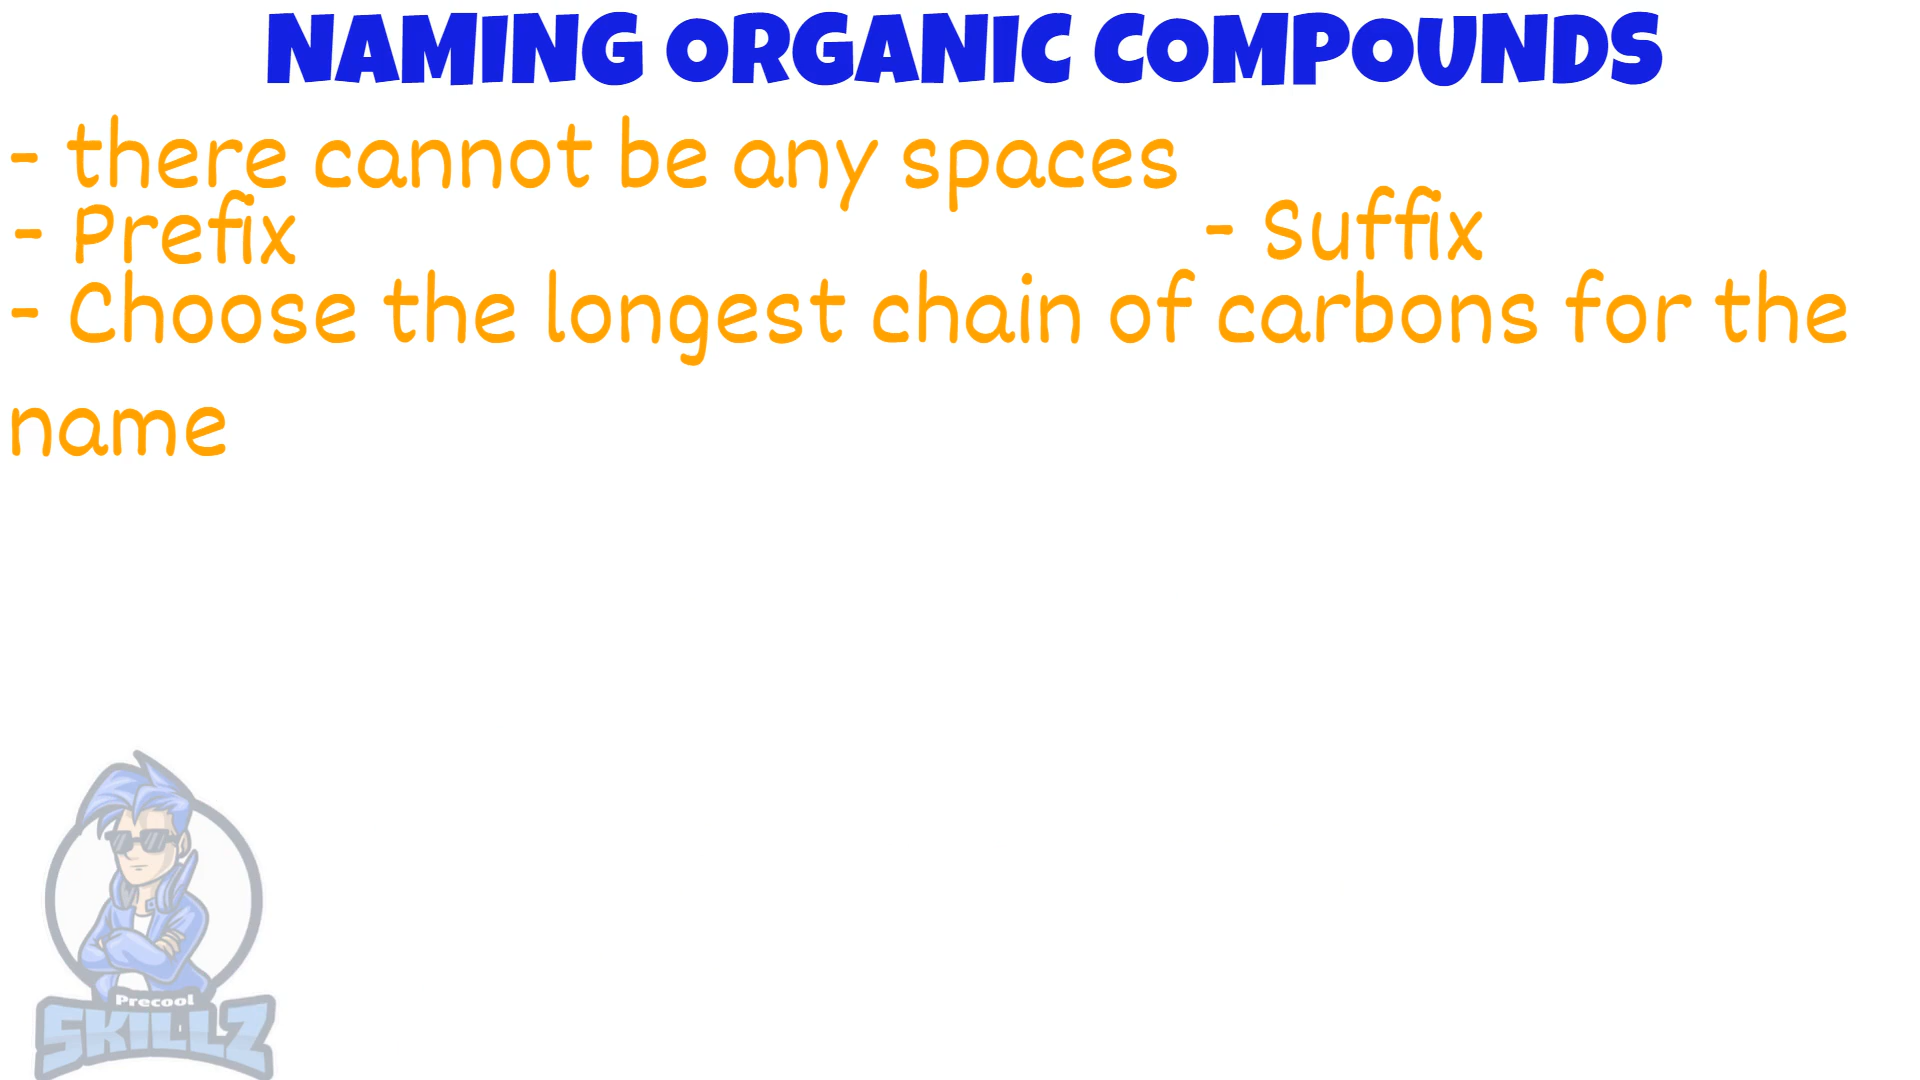 NAMING ORGANIC COMPOUNDS
- there cannot be any spaces
- Prefix - Suffix
- Choose the longest chain of carbons for the
name
Precool
SKILLZ